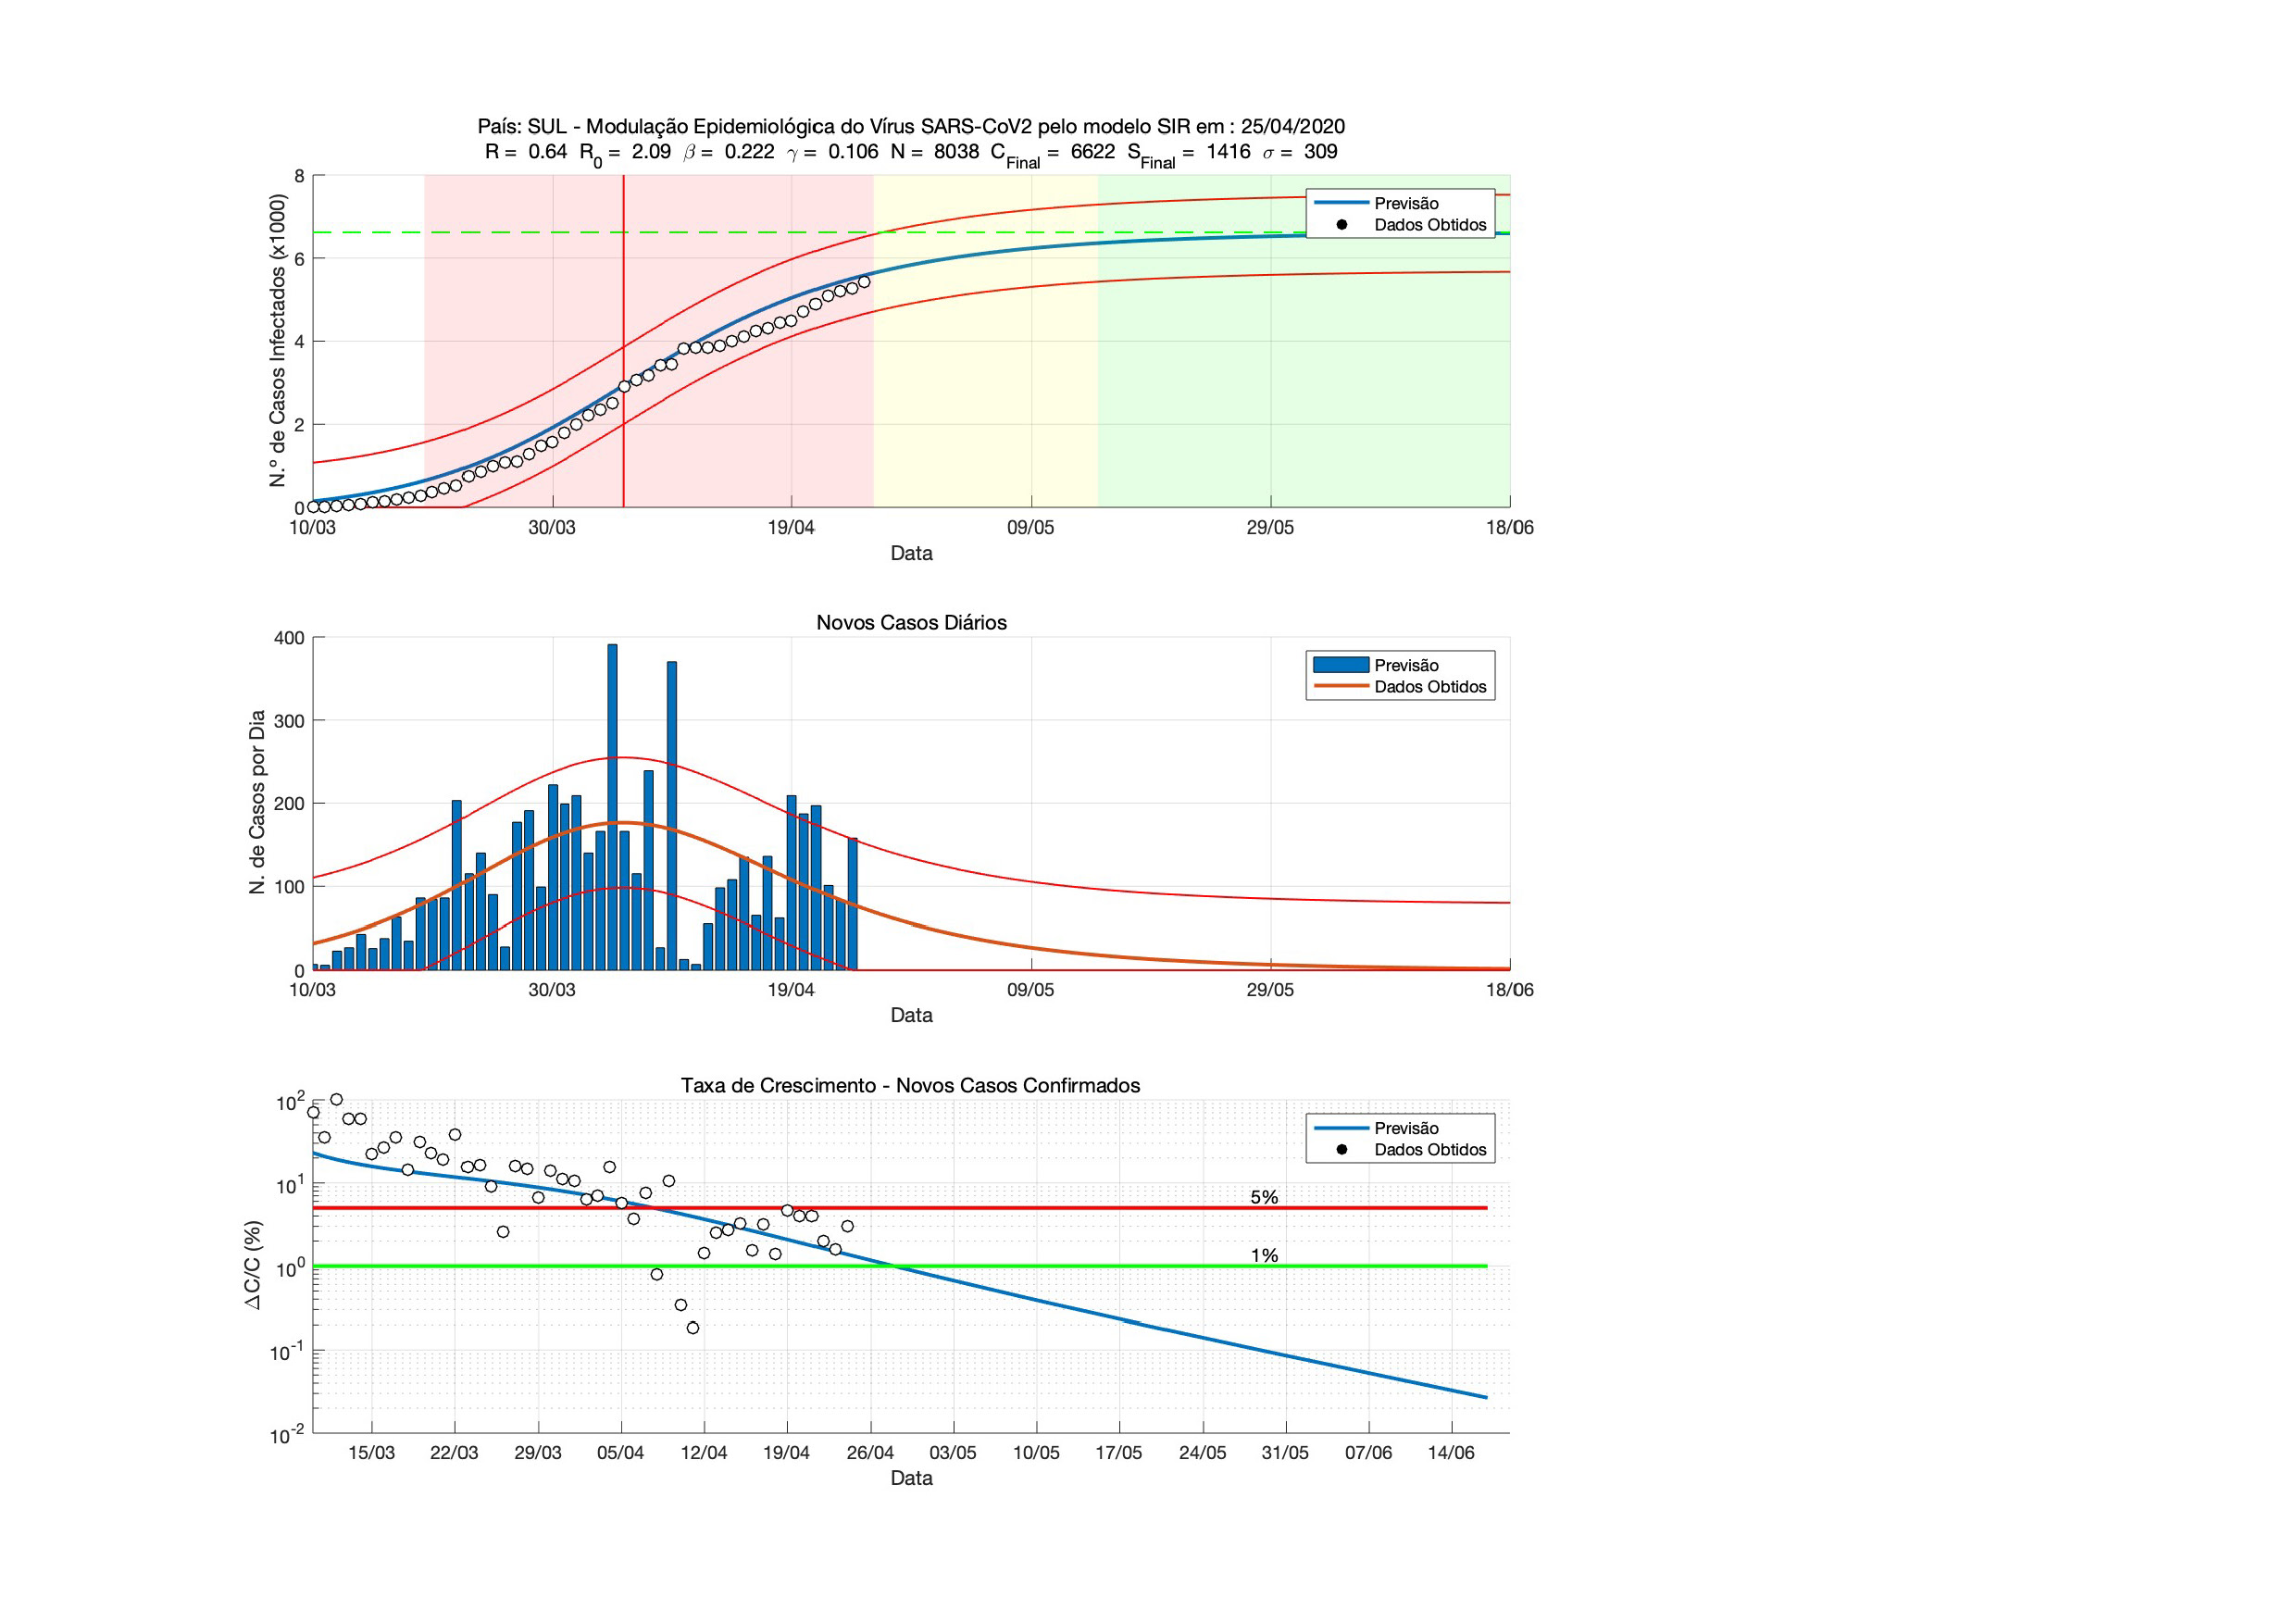 País: SUL - Modulação Epidemiológica do Vírus SARS-CoV2 pelo modelo SIR em : 25/04/2020
R = 0.64 R0 = 2.09 β = 0.222 γ = 0.106 N = 8038 CFinal = 6622 SFinal = 1416 σ = 309
N.º de Casos Infectados (x1000)
8
6
4
2
0
Previsão
Dados Obtidos
10/03 30/03 19/04 09/05 29/05 18/06
Data
Novos Casos Diários
N. de Casos por Dia
400
300
200
100
0
Previsão
Dados Obtidos
10/03 30/03 19/04 09/05 29/05 18/06
Data
Taxa de Crescimento - Novos Casos Confirmados
ΔC/C (%)
10^2
10^1
10^0
10^-1
10^-2
Previsão
Dados Obtidos
5%
1%
15/03 22/03 29/03 05/04 12/04 19/04 26/04 03/05 10/05 17/05 24/05 31/05 07/06 14/06
Data